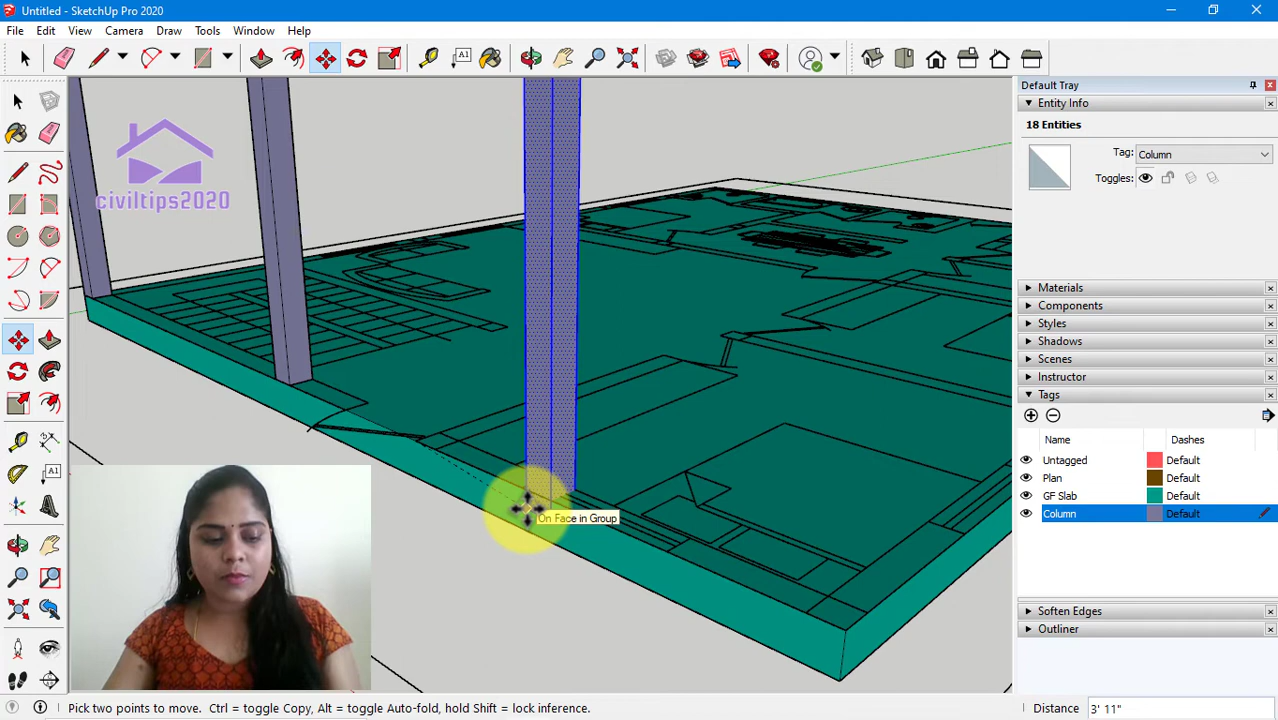 Untitled - SketchUp Pro 2020
File Edit View Camera Draw Tools Window Help
A1
Default Tray
Entity Info
18 Entities
Tag: Column
Toggles:
civiltips2020
Materials
Components
Styles
Shadows
Scenes
Instructor
Tags
Name Dashes
Untagged Default
Plan Default
GF Slab Default
Column Default
A1
On Face in Group
Soften Edges
Outliner
Pick two points to move. Ctrl = toggle Copy, Alt = toggle Auto-fold, hold Shift = lock inference.
Distance 3' 11"